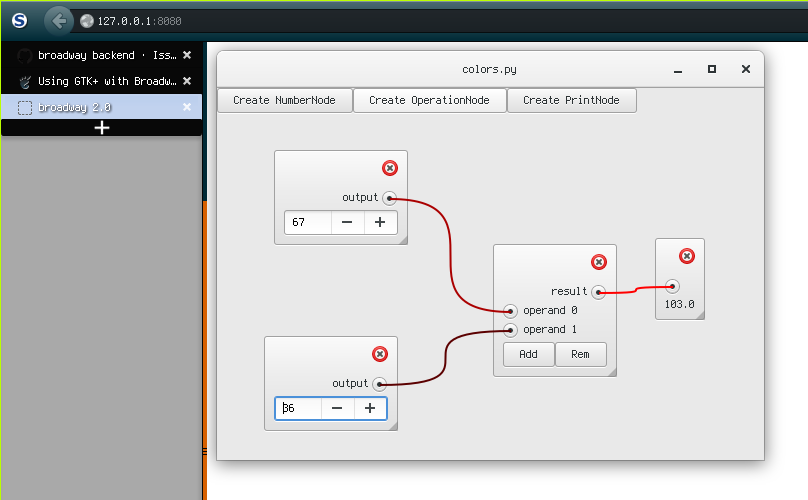 127.0.0.1:8080
broadway backend · Iss…
Using GTK+ with Broadw…
broadway 2.0
colors.py
Create NumberNode
Create OperationNode
Create PrintNode
output
67
result
operand 0
operand 1
Add
Rem
103.0
output
36